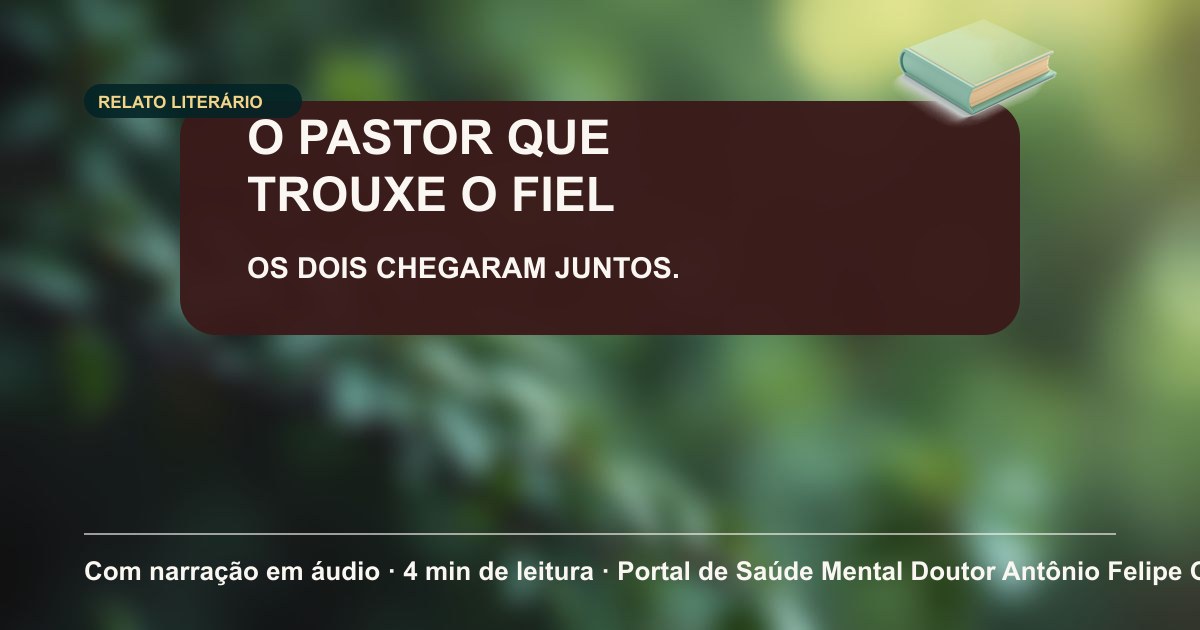 RELATO LITERÁRIO
O PASTOR QUE
TROUXE O FIEL
OS DOIS CHEGARAM JUNTOS.
Com narração em áudio · 4 min de leitura · Portal de Saúde Mental Doutor Antônio Felipe